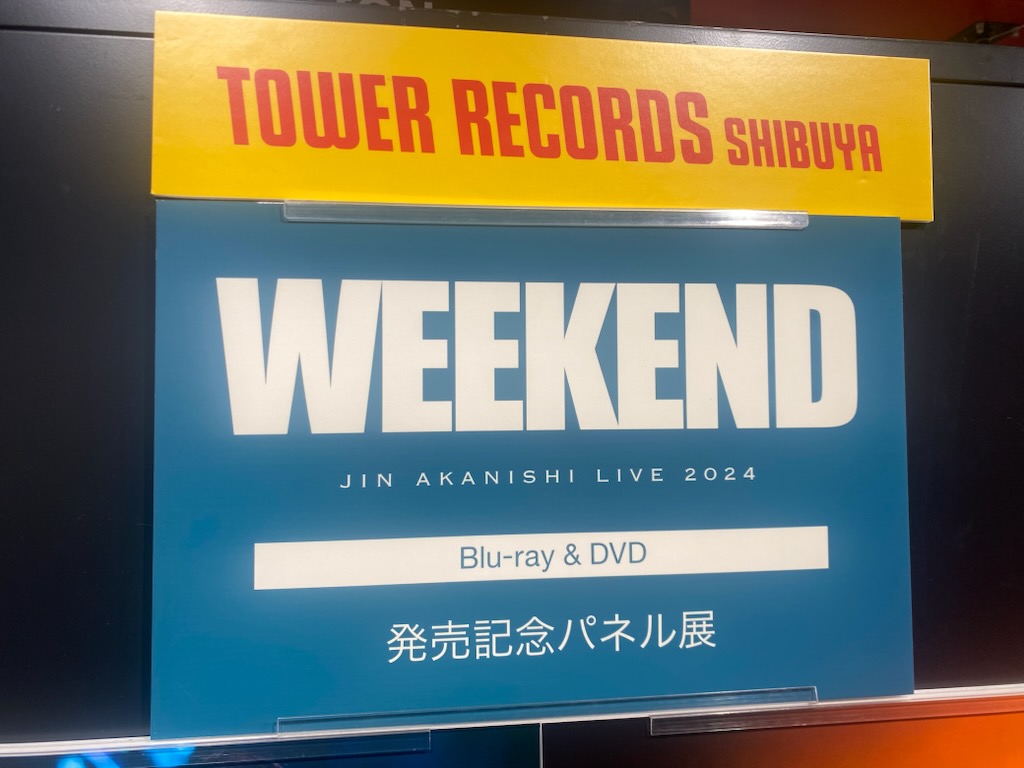 TOWER RECORDS SHIBUYA
WEEKEND
JIN AKANISHI LIVE 2024
Blu-ray & DVD
発売記念パネル展